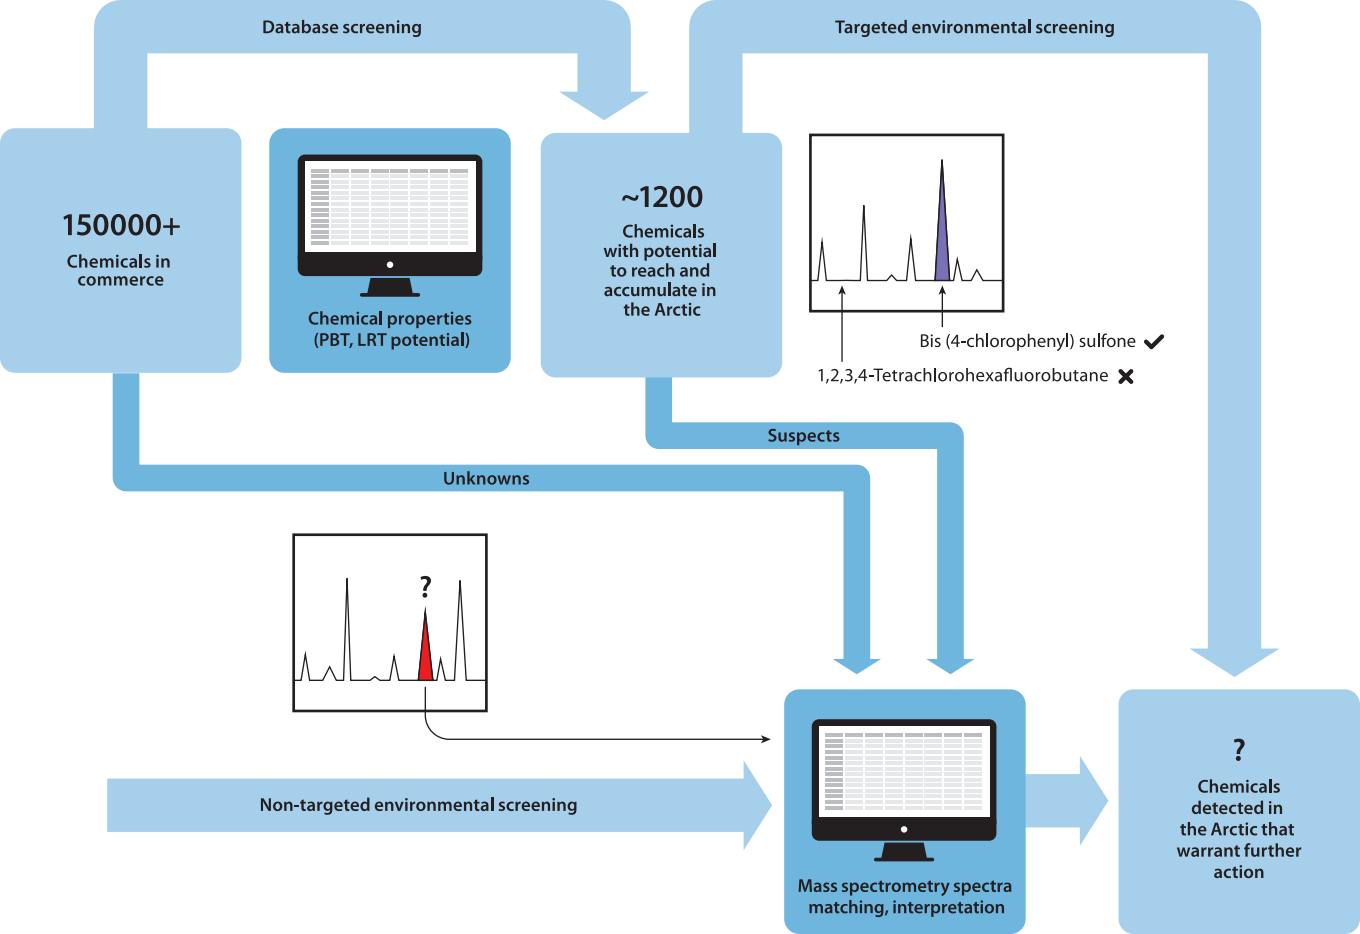 Database screening
Targeted environmental screening
150000+
Chemicals in
commerce
Chemical properties
(PBT, LRT potential)
~1200
Chemicals
with potential
to reach and
accumulate in
the Arctic
Bis (4-chlorophenyl) sulfone ✔
1,2,3,4-Tetrachlorohexafluorobutane ✖
Suspects
Unknowns
?
Non-targeted environmental screening
Mass spectrometry spectra
matching, interpretation
?
Chemicals
detected in
the Arctic that
warrant further
action